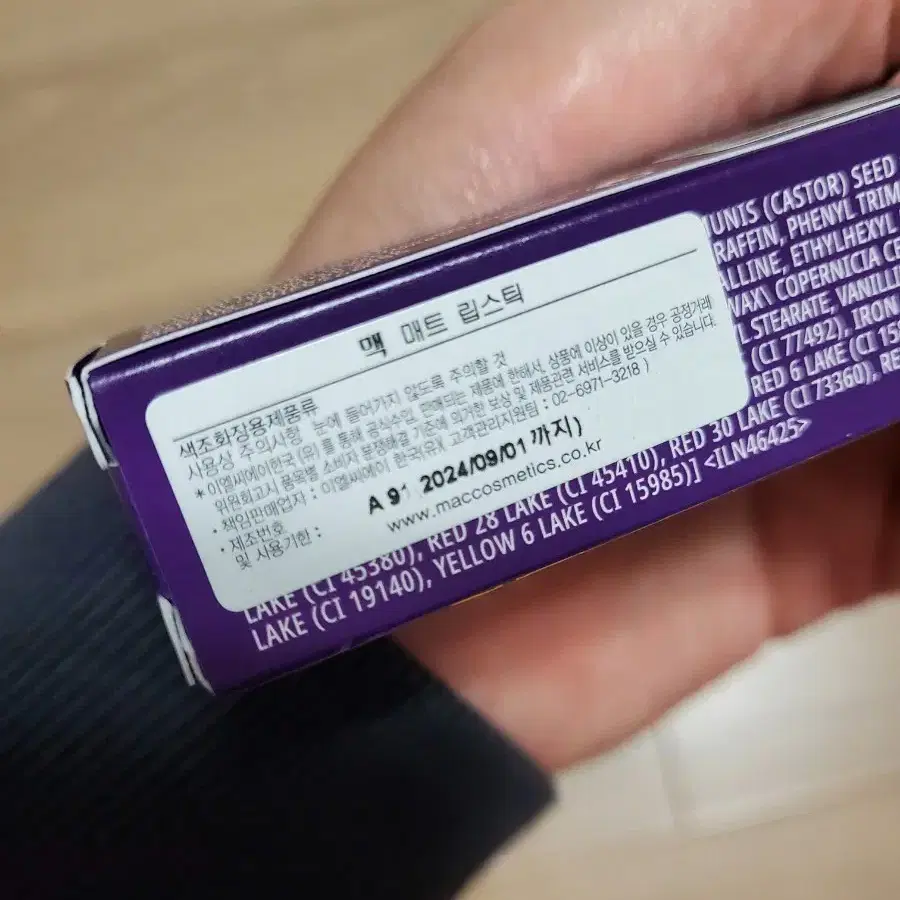 맥 매트 립스틱
색조화장용제품류
사용상 주의사항 : 눈에 들어가지 않도록 주의할 것
*이엘씨에이한국(유)를 통해 공식수입, 판매되는 제품에 한해서, 상품에 이상이 있을 경우 공정거래
위원회고시 품목별 소비자 분쟁해결 기준에 의거한 보상 및 제품관련 서비스를 받으실 수 있습니다.
· 책임판매업자 : 이엘씨에이 한국(유)( 고객관리지원팀 : 02-6971-3218 )
· 제조번호
및 사용기한 :
A 91 2024/09/01 까지)
www.maccosmetics.co.kr
UNIS (CASTOR) SEED
RAFFIN, PHENYL TRIM
ALLINE, ETHYLHEXYL
WAX\ COPERNICIA CE
L STEARATE, VANILLI
(CI 77492), IRON
RED 6 LAKE (CI 15
(CI 73360), RE
LAKE (CI 45380), RED 28 LAKE (CI 45410), RED 30 LAKE
LAKE (CI 19140), YELLOW 6 LAKE (CI 15985)] <ILN46425>